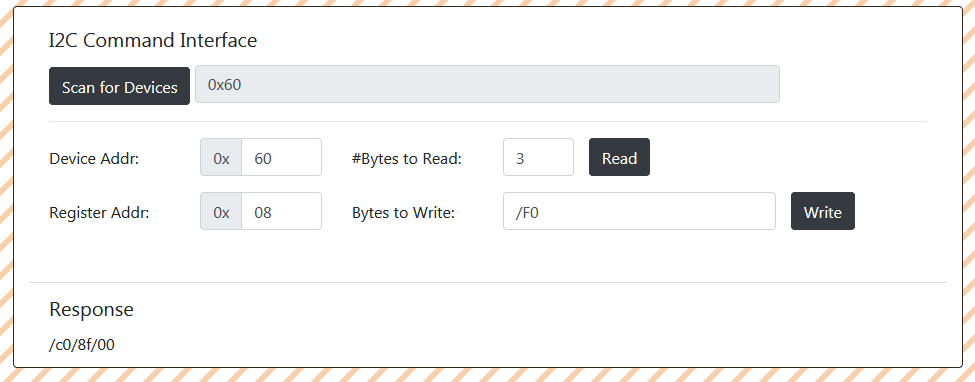 I2C Command Interface
Scan for Devices 0x60
Device Addr: 0x 60 #Bytes to Read: 3 Read
Register Addr: 0x 08 Bytes to Write: /F0 Write
Response
/c0/8f/00